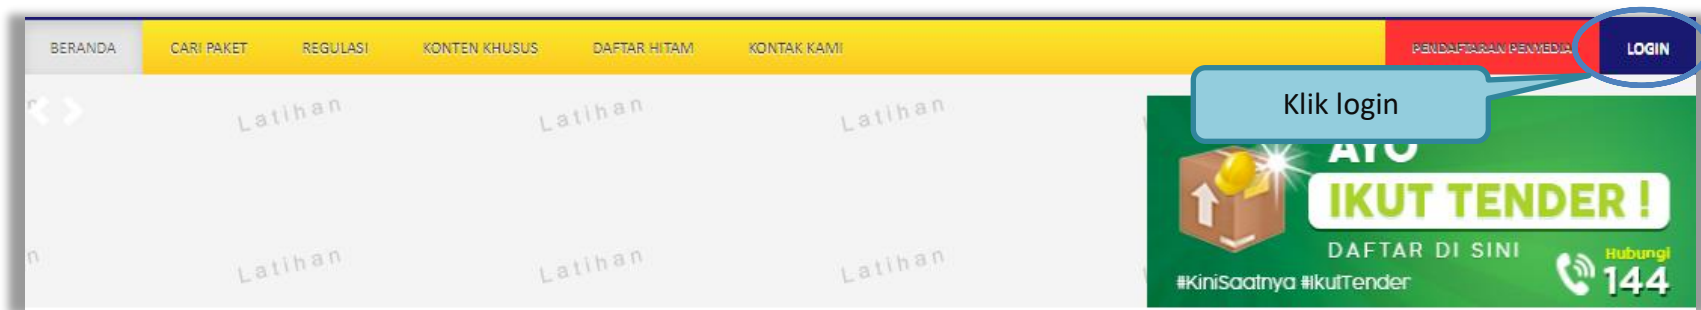 BERANDA CARI PAKET REGULASI KONTEN KHUSUS DAFTAR HITAM KONTAK KAMI PENDAFTARAN PENYEDIA LOGIN
Klik login
Latihan Latihan Latihan
AYO
IKUT TENDER !
DAFTAR DI SINI
Hubungi
144
#KiniSaatnya #IkutTender
n Latihan Latihan Latihan